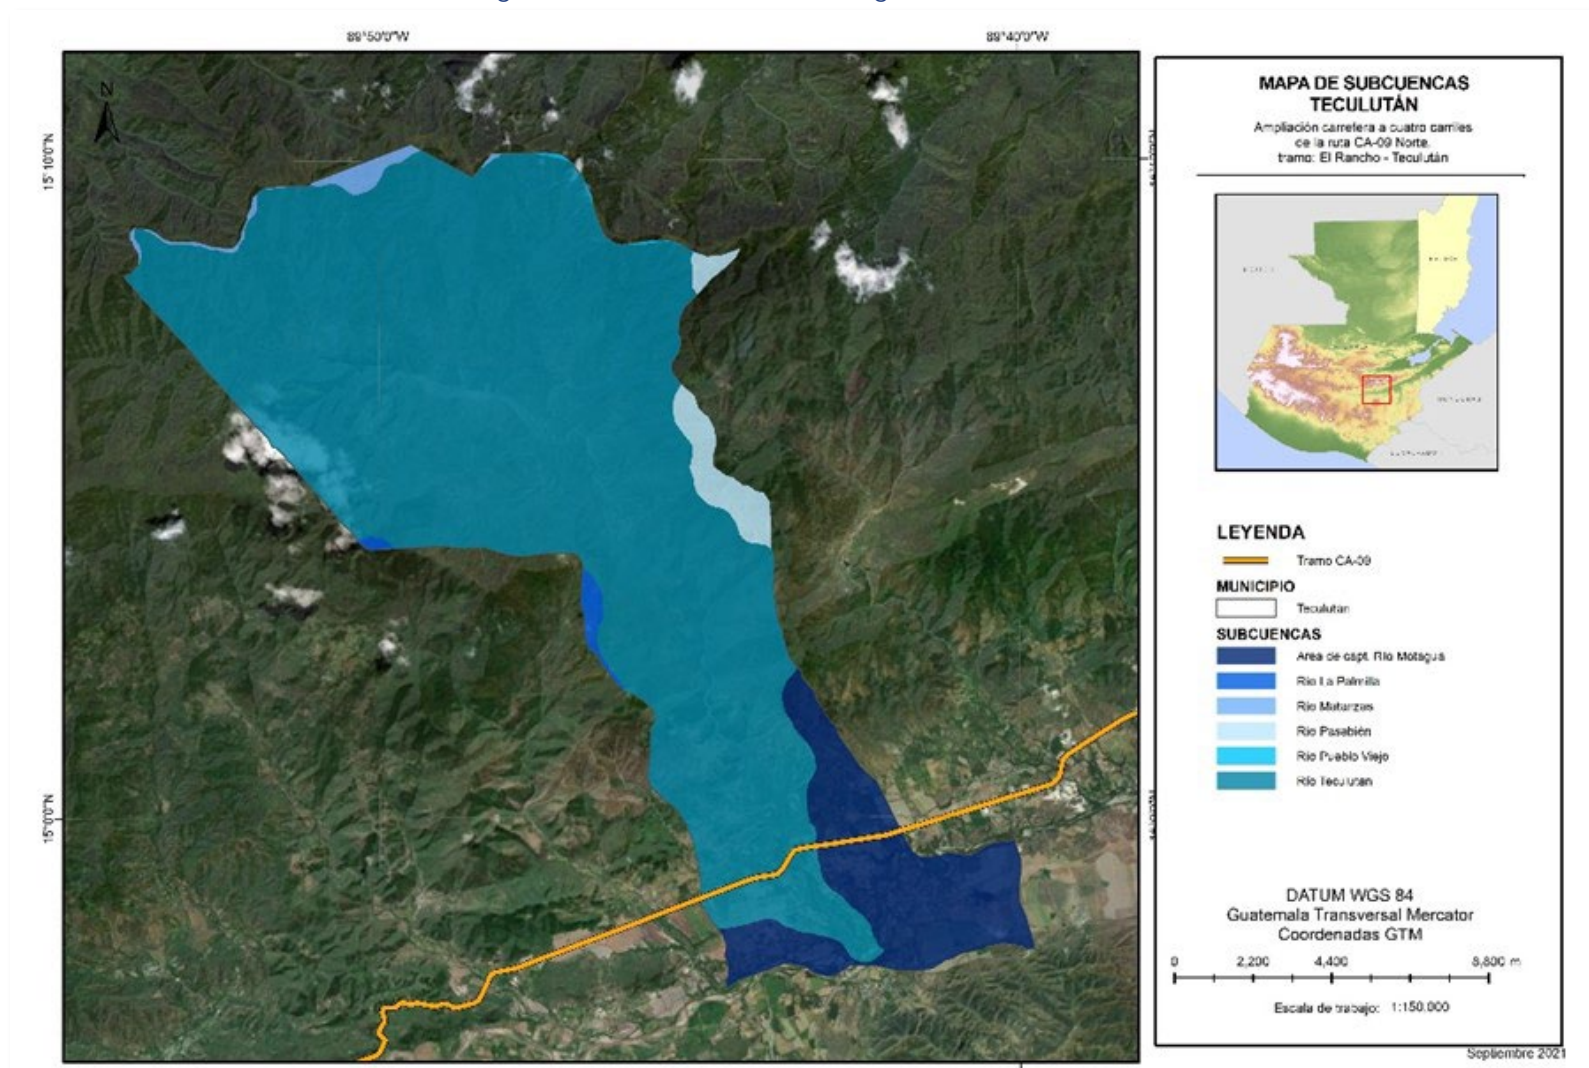 89°50'0"W
89°40'0"W
15°10'0"N
15°0'0"N
N
MAPA DE SUBCUENCAS
TECULUTÁN
Ampliación carretera a cuatro carriles
de la ruta CA-09 Norte,
tramo: El Rancho - Teculután
LEYENDA
Tramo CA-09
MUNICIPIO
Teculutan
SUBCUENCAS
Area de capt. Río Motagua
Río La Palmilla
Río Matanzas
Río Pasabién
Río Pueblo Viejo
Río Teculutan
DATUM WGS 84
Guatemala Transversal Mercator
Coordenadas GTM
0 2,200 4,400 8,800 m
Escala de trabajo: 1:150,000
Septiembre 2021